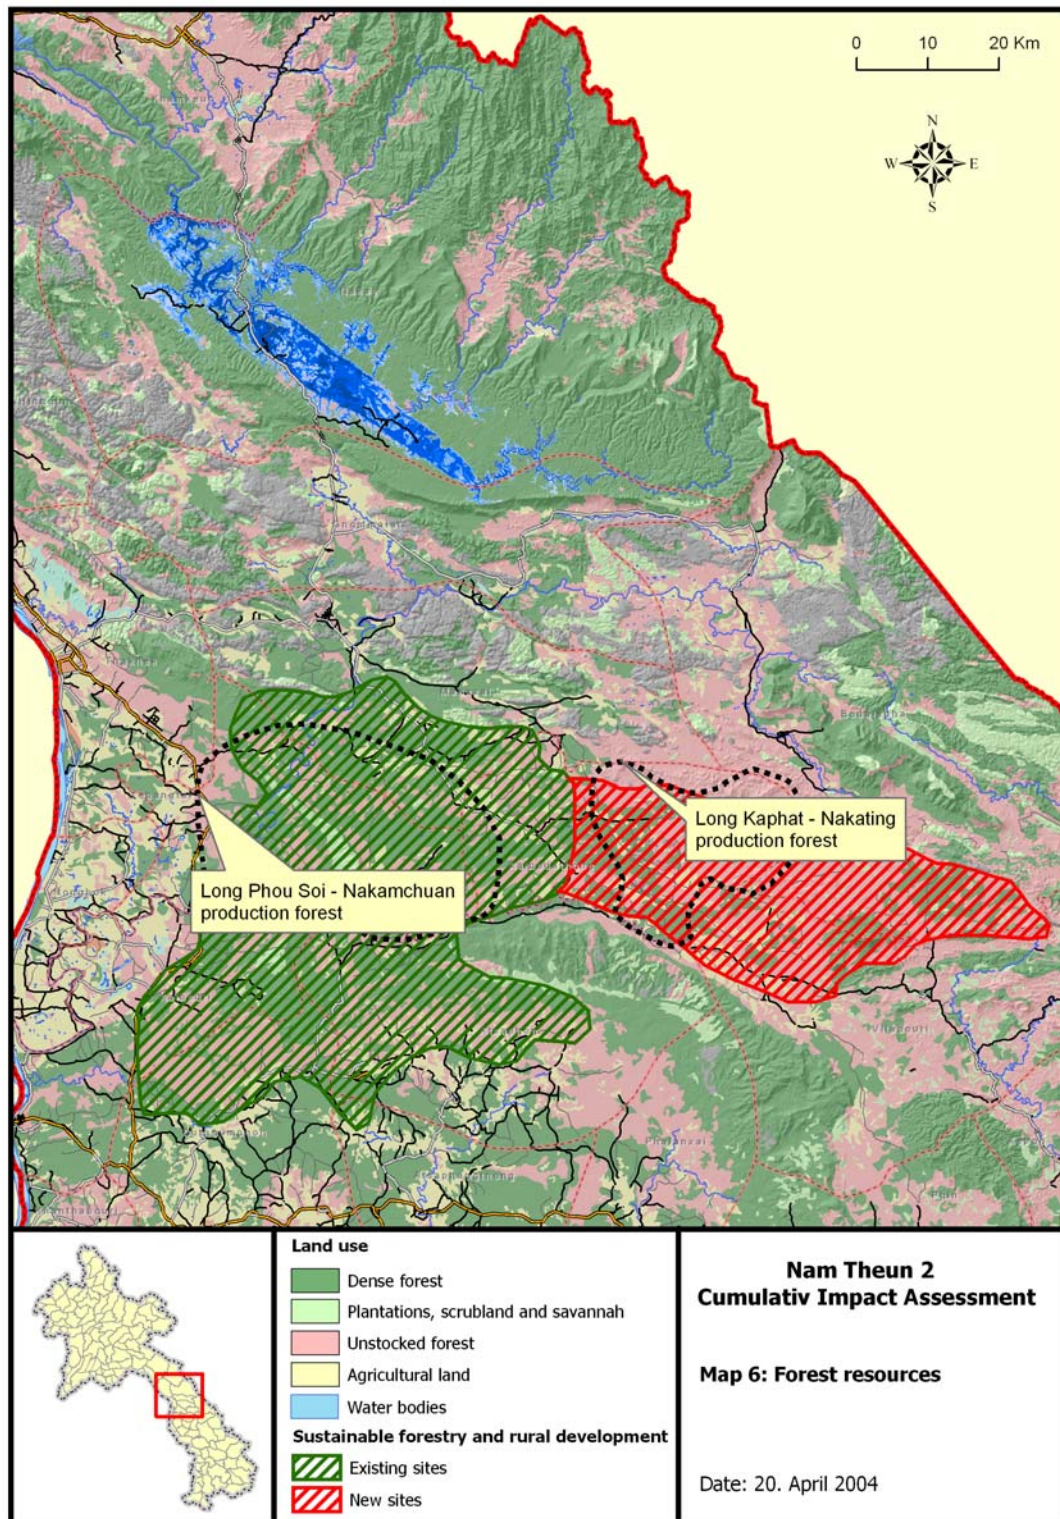 0 10 20 Km
N
W E
S
Long Kaphat - Nakating
production forest
Long Phou Soi - Nakamchuan
production forest
Land use
Dense forest
Plantations, scrubland and savannah
Unstocked forest
Agricultural land
Water bodies
Sustainable forestry and rural development
Existing sites
New sites
Nam Theun 2
Cumulativ Impact Assessment
Map 6: Forest resources
Date: 20. April 2004